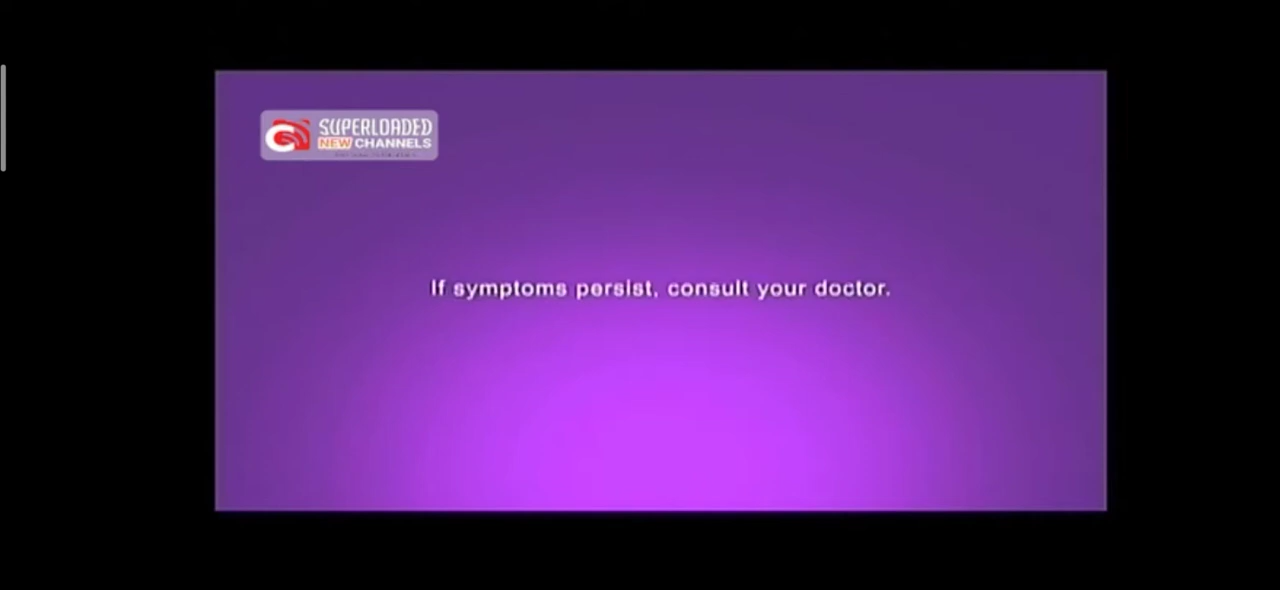 SUPERLOADED
NEW CHANNELS
If symptoms persist, consult your doctor.